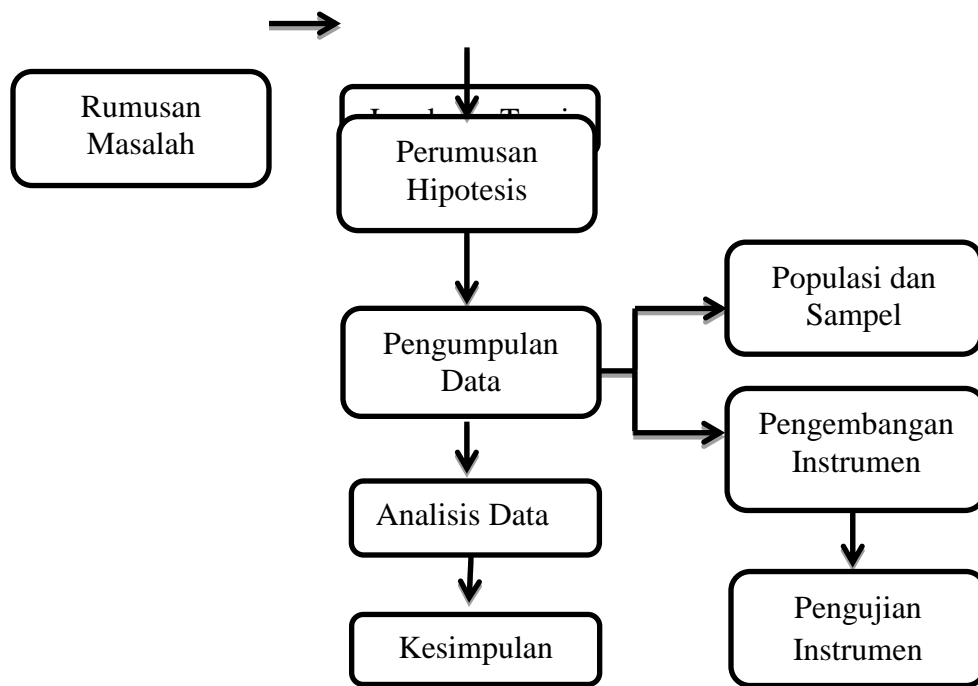 Rumusan
Masalah
Perumusan
Hipotesis
Pengumpulan
Data
Populasi dan
Sampel
Pengembangan
Instrumen
Analisis Data
Pengujian
Instrumen
Kesimpulan